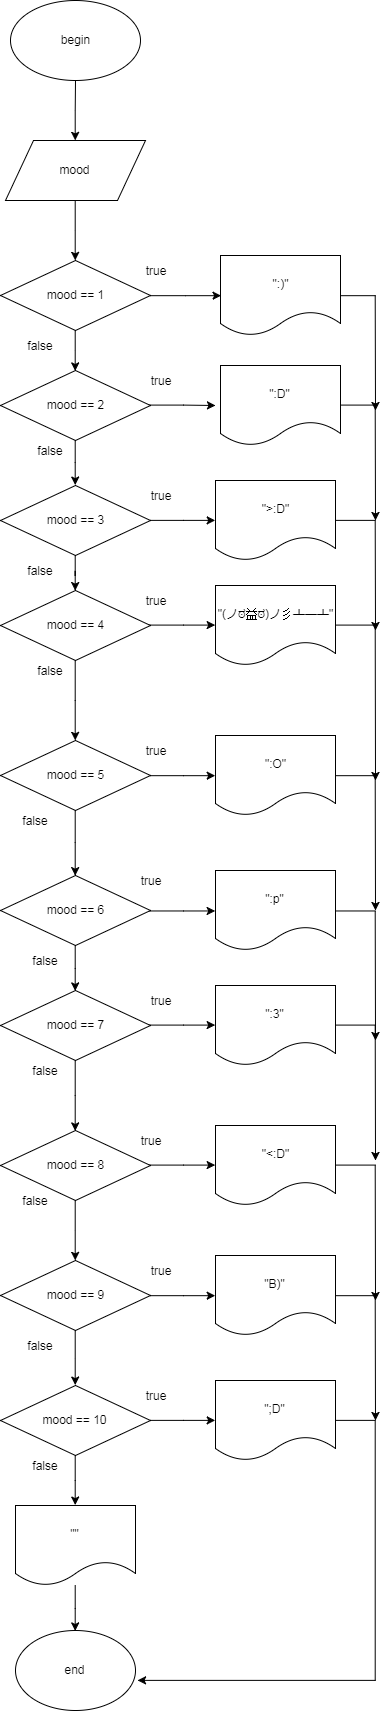 begin
mood
true
":)"
mood == 1
false
true
":D"
mood == 2
false
true
">:D"
mood == 3
false
true
"(ノಠ益ಠ)ノ彡┻━┻"
mood == 4
false
true
":O"
mood == 5
false
true
":p"
mood == 6
false
true
":3"
mood == 7
false
true
"<:D"
mood == 8
false
true
"B)"
mood == 9
false
true
";D"
mood == 10
false
""
end